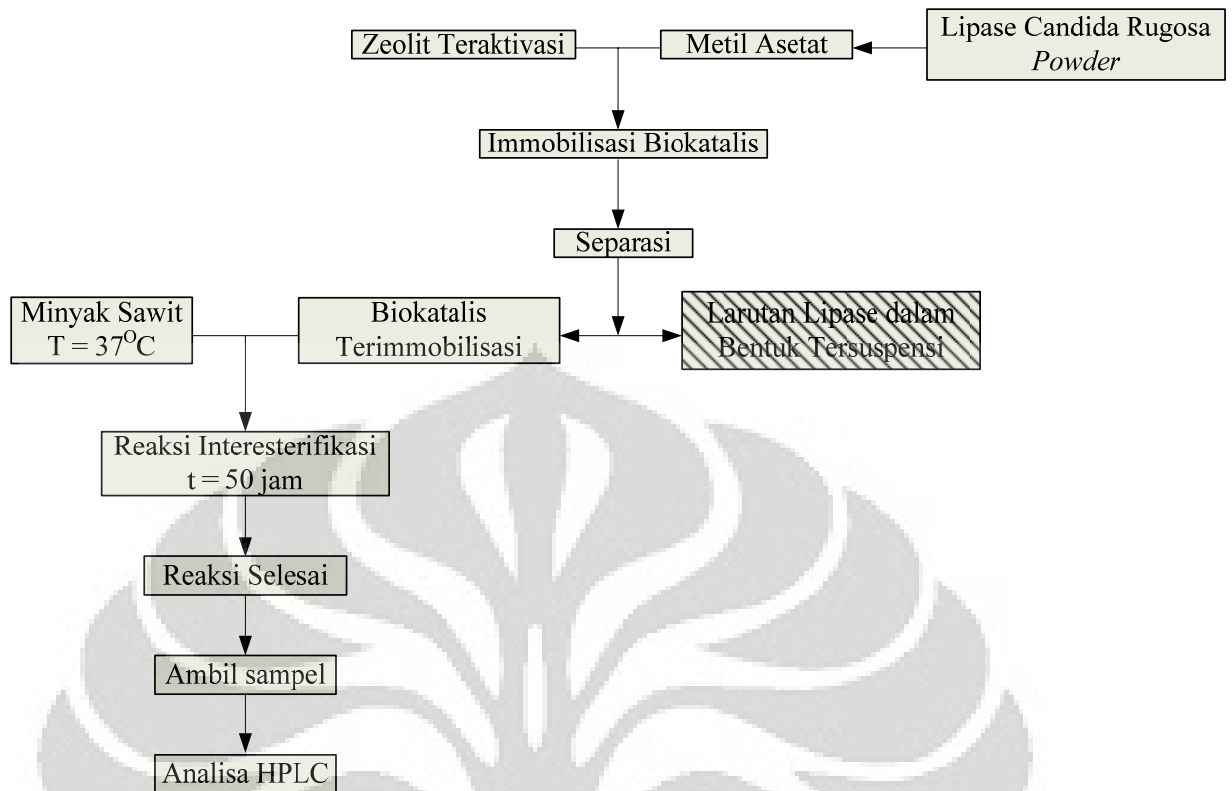 Zeolit Teraktivasi
Metil Asetat
Lipase Candida Rugosa
Powder
Immobilisasi Biokatalis
Separasi
Minyak Sawit
T = 37ᴼC
Biokatalis
Terimmobilisasi
Larutan Lipase dalam
Bentuk Tersuspensi
Reaksi Interesterifikasi
t = 50 jam
Reaksi Selesai
Ambil sampel
Analisa HPLC